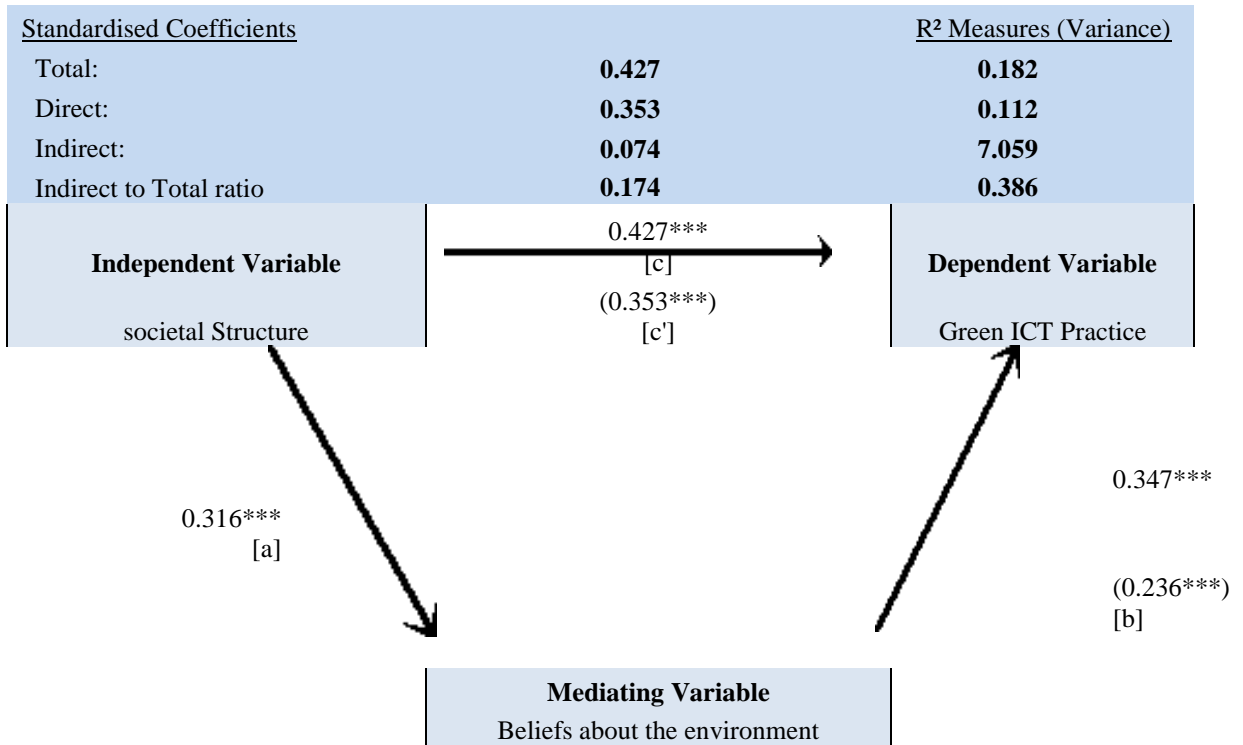 Standardised Coefficients R² Measures (Variance)
Total: 0.427 0.182
Direct: 0.353 0.112
Indirect: 0.074 7.059
Indirect to Total ratio 0.174 0.386
0.427***
Independent Variable [c] Dependent Variable
(0.353***)
societal Structure [c'] Green ICT Practice
0.347***
0.316***
[a]
(0.236***)
[b]
Mediating Variable
Beliefs about the environment